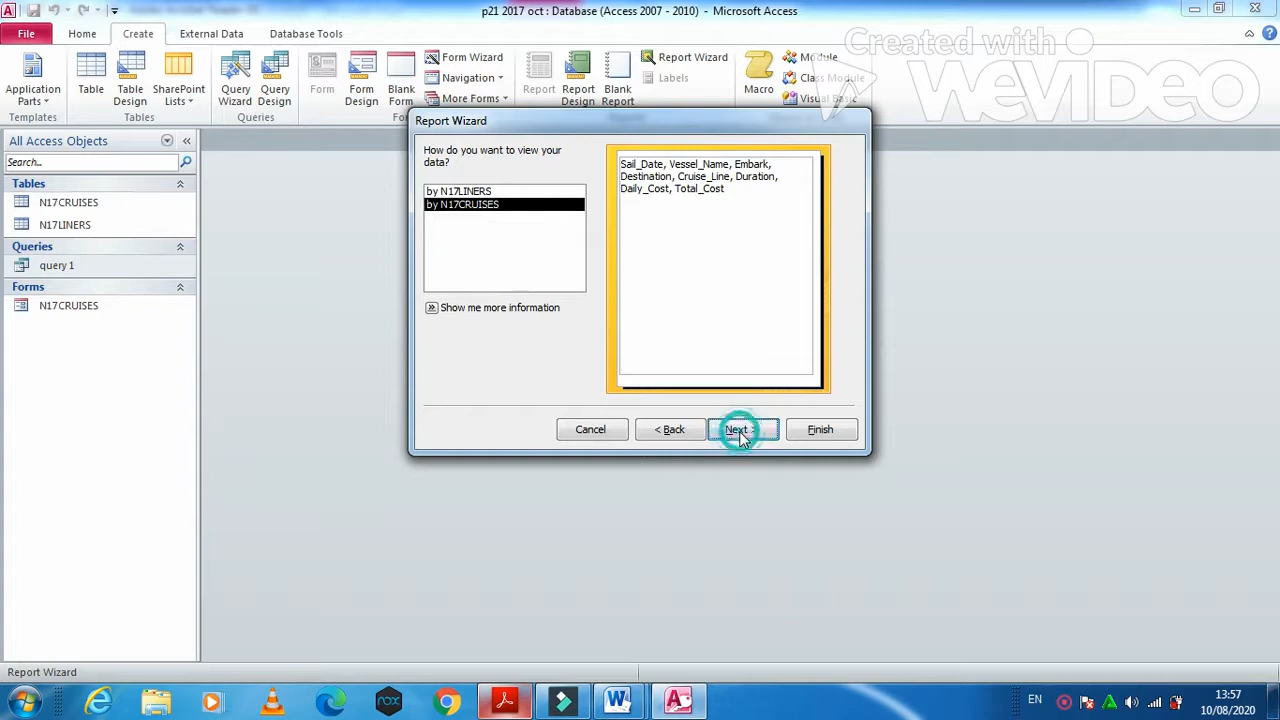 p21 2017 oct : Database (Access 2007 - 2010) - Microsoft Access
File Home Create External Data Database Tools
Created with
WEVIDEO
Application Parts
Table
Table Design
SharePoint Lists
Query Wizard
Query Design
Form
Form Design
Blank Form
Form Wizard
Navigation
More Forms
Report
Report Design
Blank Report
Report Wizard
Labels
Macro
Module
Class Module
Visual Basic
Templates Tables Queries
All Access Objects
Search...
Tables
N17CRUISES
N17LINERS
Queries
query 1
Forms
N17CRUISES
Report Wizard
How do you want to view your
data?
by N17LINERS
by N17CRUISES
Show me more information
Sail_Date, Vessel_Name, Embark,
Destination, Cruise_Line, Duration,
Daily_Cost, Total_Cost
Cancel < Back Next > Finish
Report Wizard
EN
13:57
10/08/2020